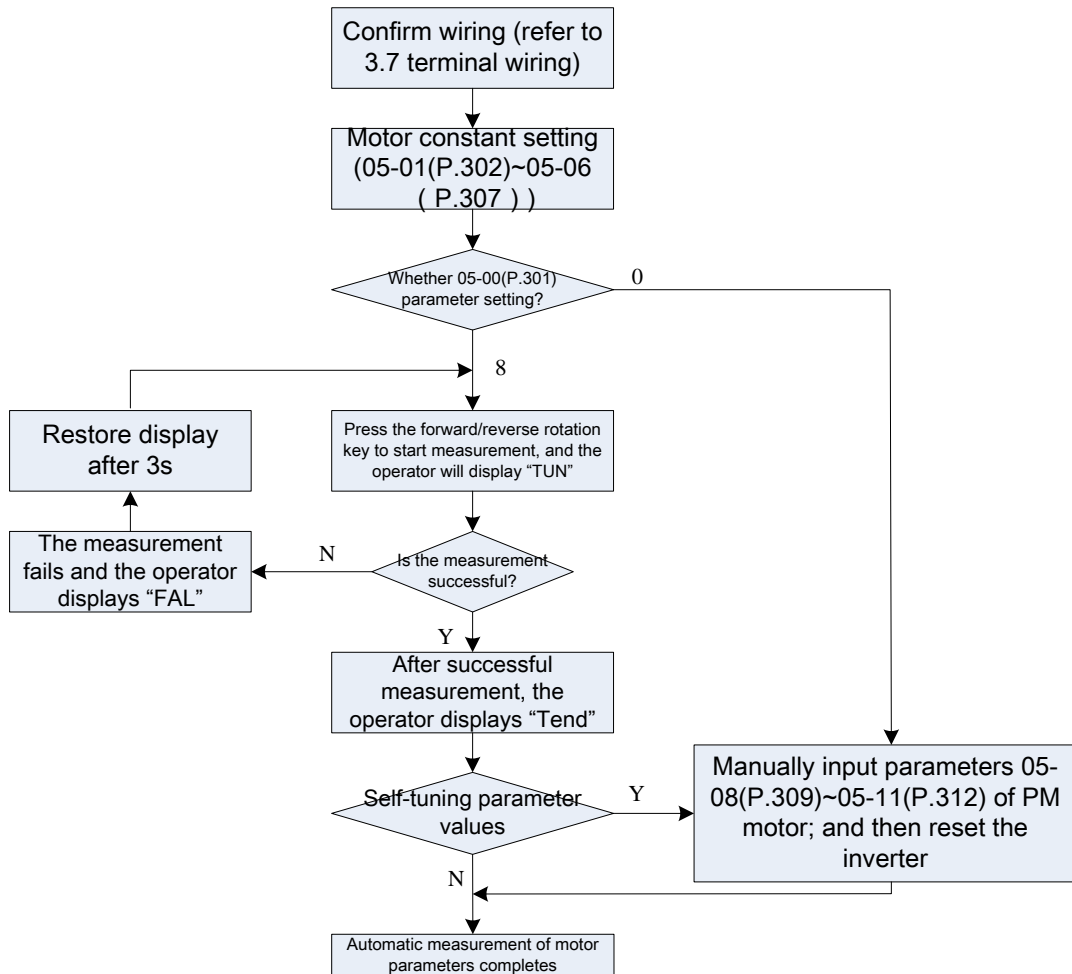 Confirm wiring (refer to
3.7 terminal wiring)
Motor constant setting
(05-01(P.302)~05-06
( P.307 ) )
Whether 05-00(P.301)
parameter setting?
0
8
Restore display
after 3s
Press the forward/reverse rotation
key to start measurement, and the
operator will display “TUN”
The measurement
fails and the operator
displays “FAL”
N
Is the measurement
successful?
Y
After successful
measurement, the
operator displays “Tend”
Self-tuning parameter
values
Y
Manually input parameters 05-
08(P.309)~05-11(P.312) of PM
motor; and then reset the
inverter
N
Automatic measurement of motor
parameters completes